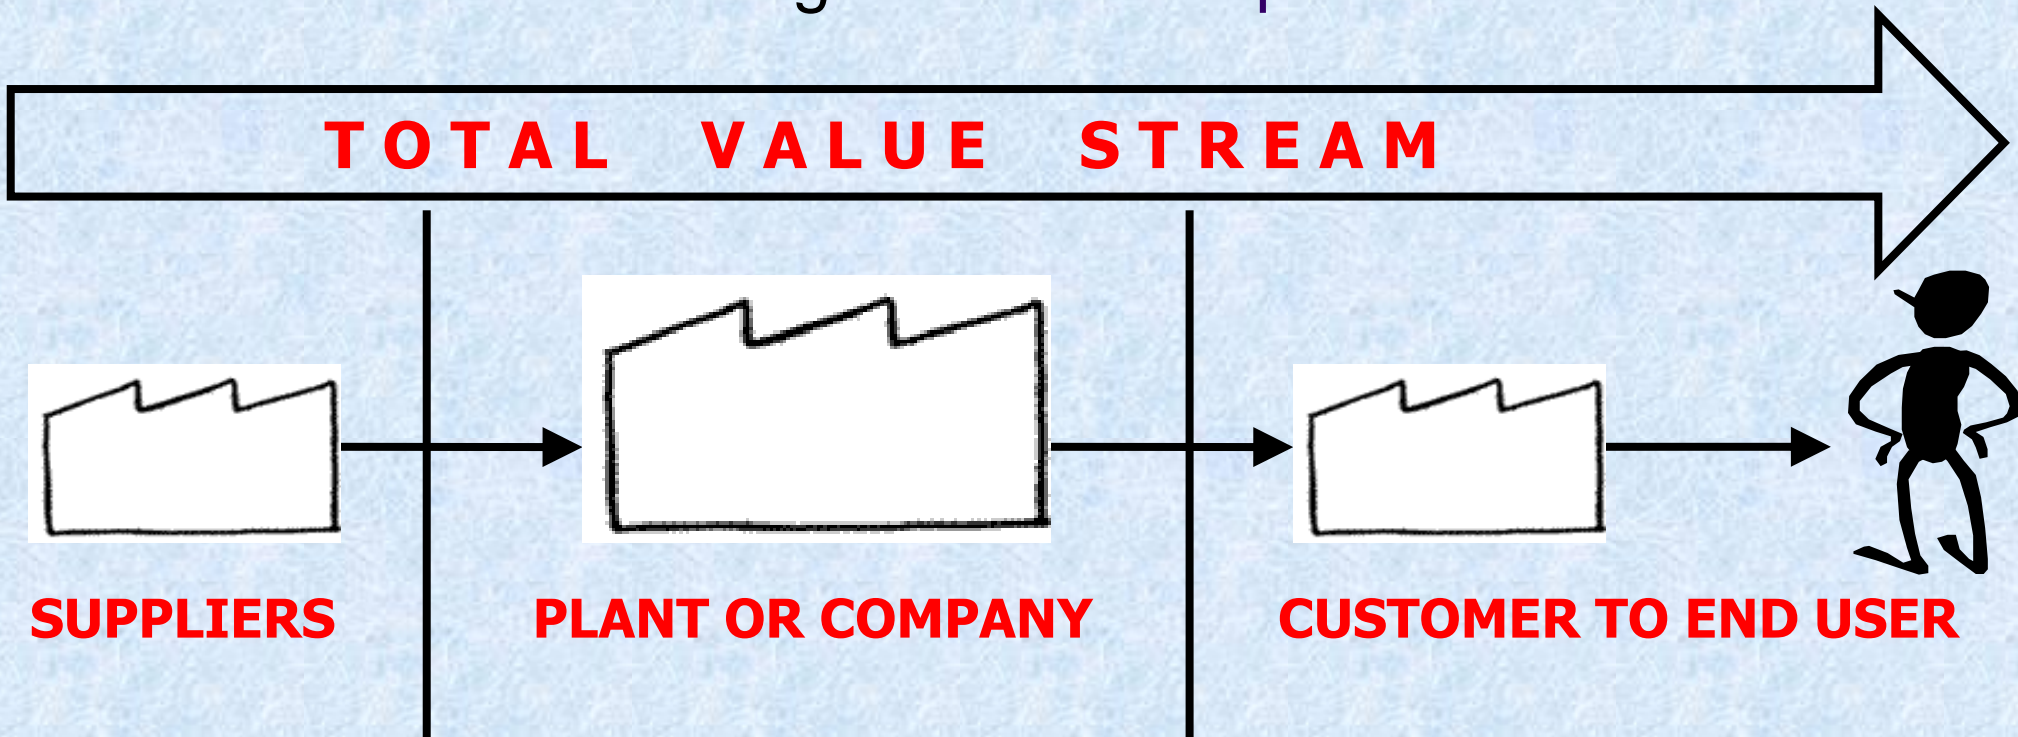 TOTAL VALUE STREAM
SUPPLIERS
PLANT OR COMPANY
CUSTOMER TO END USER